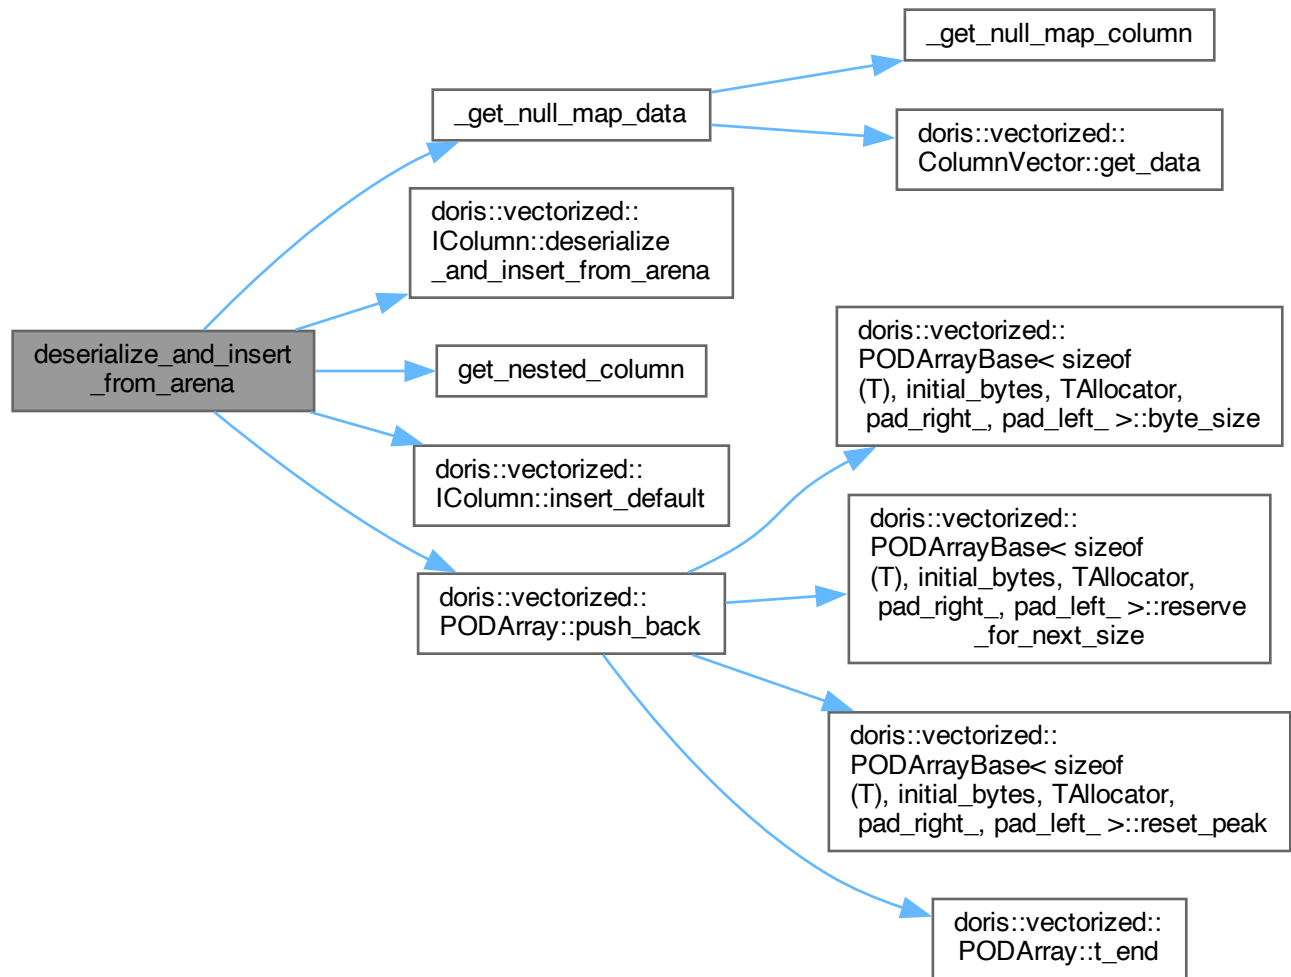 _get_null_map_column
_get_null_map_data
doris::vectorized::
ColumnVector::get_data
doris::vectorized::
IColumn::deserialize
_and_insert_from_arena
deserialize_and_insert
_from_arena
get_nested_column
doris::vectorized::
PODArrayBase< sizeof
(T), initial_bytes, TAllocator,
pad_right_, pad_left_ >::byte_size
doris::vectorized::
IColumn::insert_default
doris::vectorized::
PODArrayBase< sizeof
(T), initial_bytes, TAllocator,
pad_right_, pad_left_ >::reserve
_for_next_size
doris::vectorized::
PODArray::push_back
doris::vectorized::
PODArrayBase< sizeof
(T), initial_bytes, TAllocator,
pad_right_, pad_left_ >::reset_peak
doris::vectorized::
PODArray::t_end